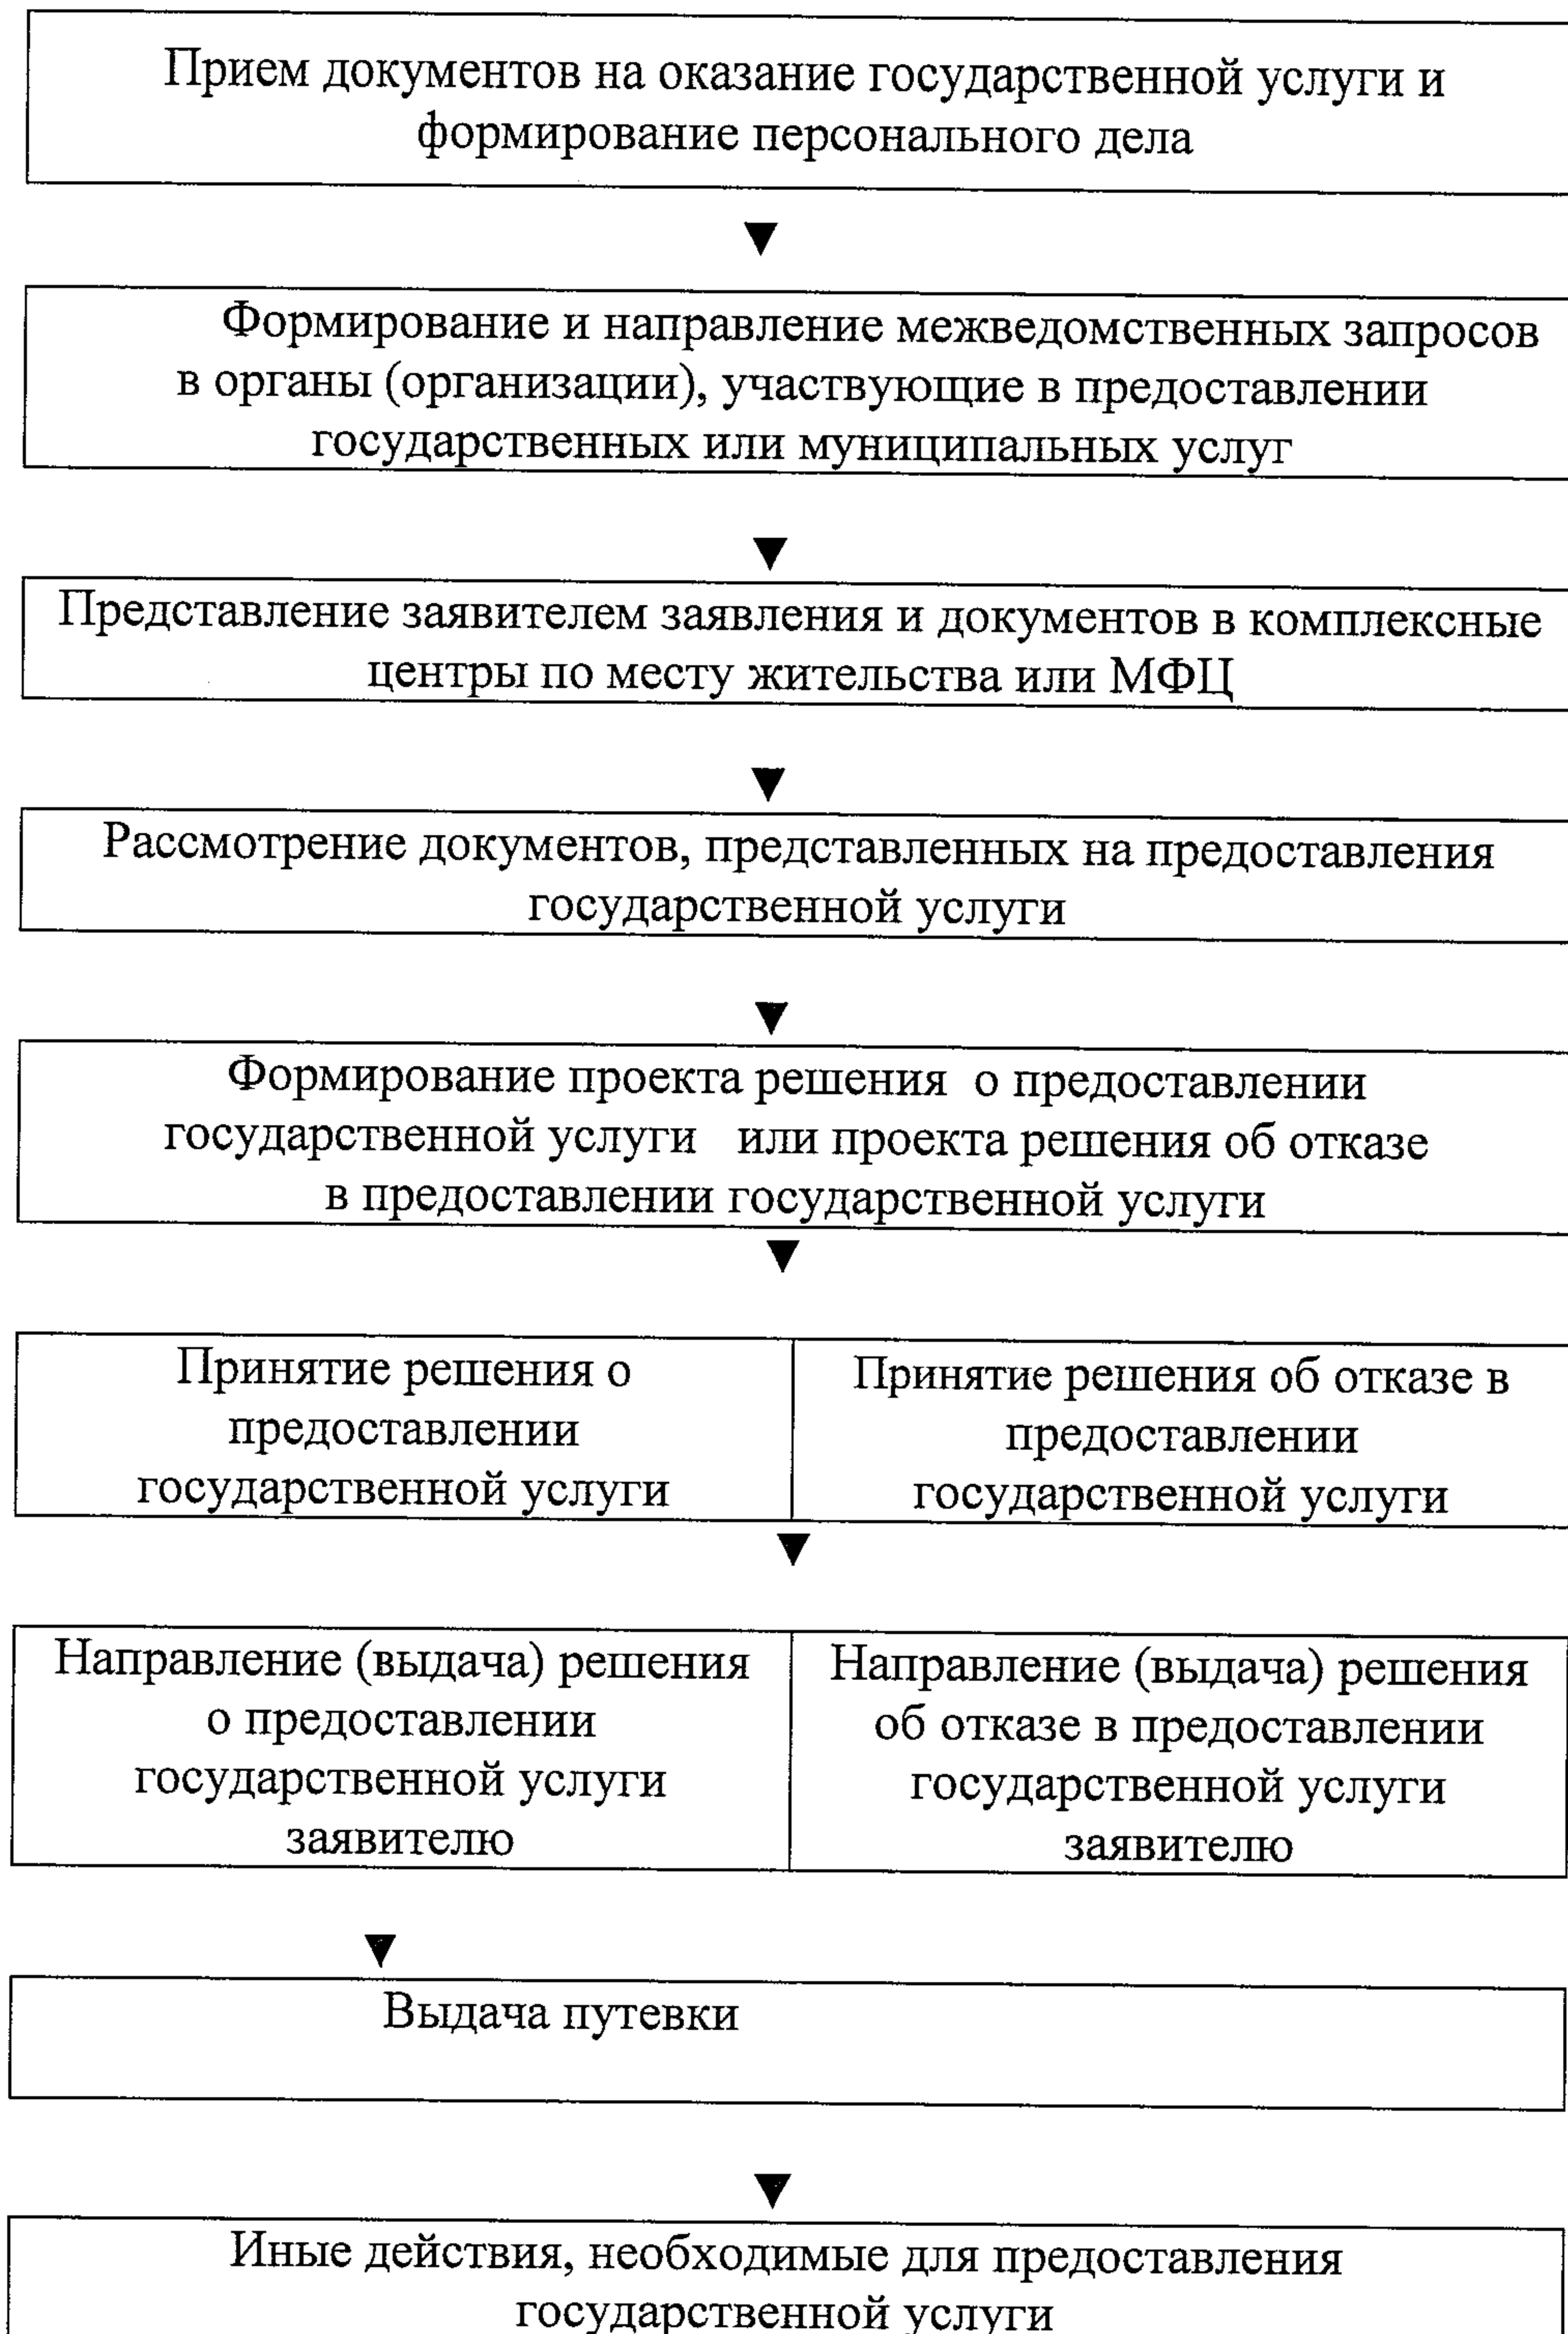 Прием документов на оказание государственной услуги и
формирование персонального дела
Формирование и направление межведомственных запросов
в органы (организации), участвующие в предоставлении
государственных или муниципальных услуг
Представление заявителем заявления и документов в комплексные
центры по месту жительства или МФЦ
Рассмотрение документов, представленных на предоставления
государственной услуги
Формирование проекта решения о предоставлении
государственной услуги или проекта решения об отказе
в предоставлении государственной услуги
Принятие решения о
предоставлении
государственной услуги
Принятие решения об отказе в
предоставлении
государственной услуги
Направление (выдача) решения
о предоставлении
государственной услуги
заявителю
Направление (выдача) решения
об отказе в предоставлении
государственной услуги
заявителю
Выдача путевки
Иные действия, необходимые для предоставления
государственной услуги